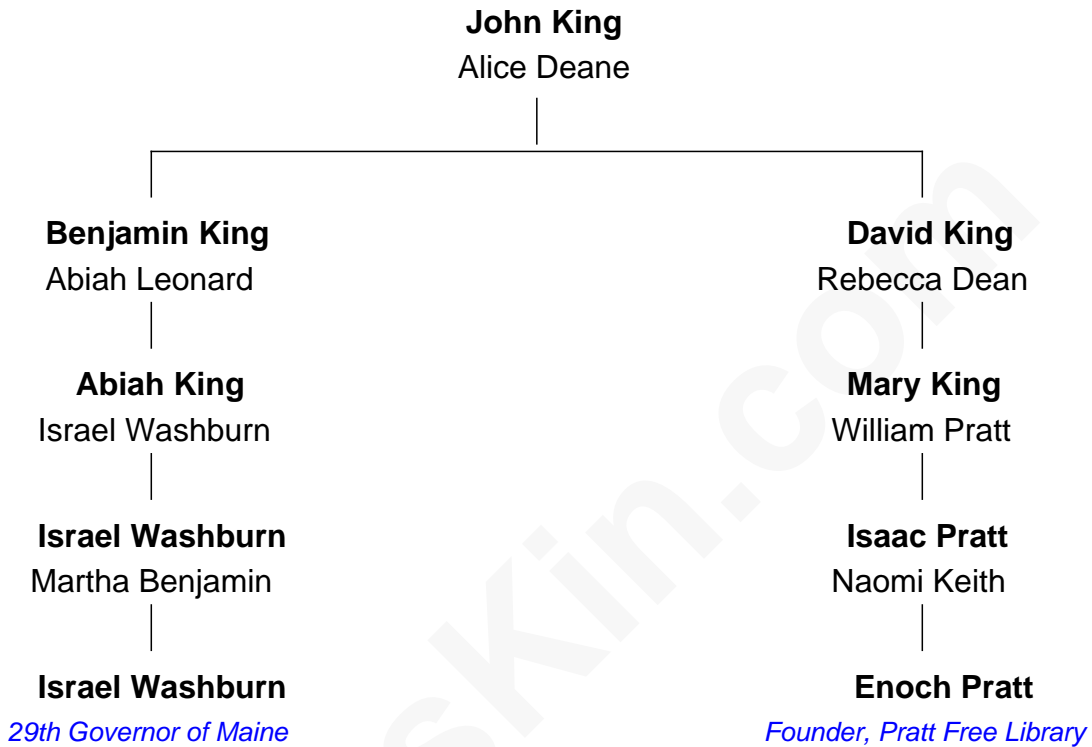 John King
Alice Deane
Benjamin King
Abiah Leonard
David King
Rebecca Dean
Abiah King
Israel Washburn
Mary King
William Pratt
Israel Washburn
Martha Benjamin
Isaac Pratt
Naomi Keith
Israel Washburn
29th Governor of Maine
Enoch Pratt
Founder, Pratt Free Library
sKin.com